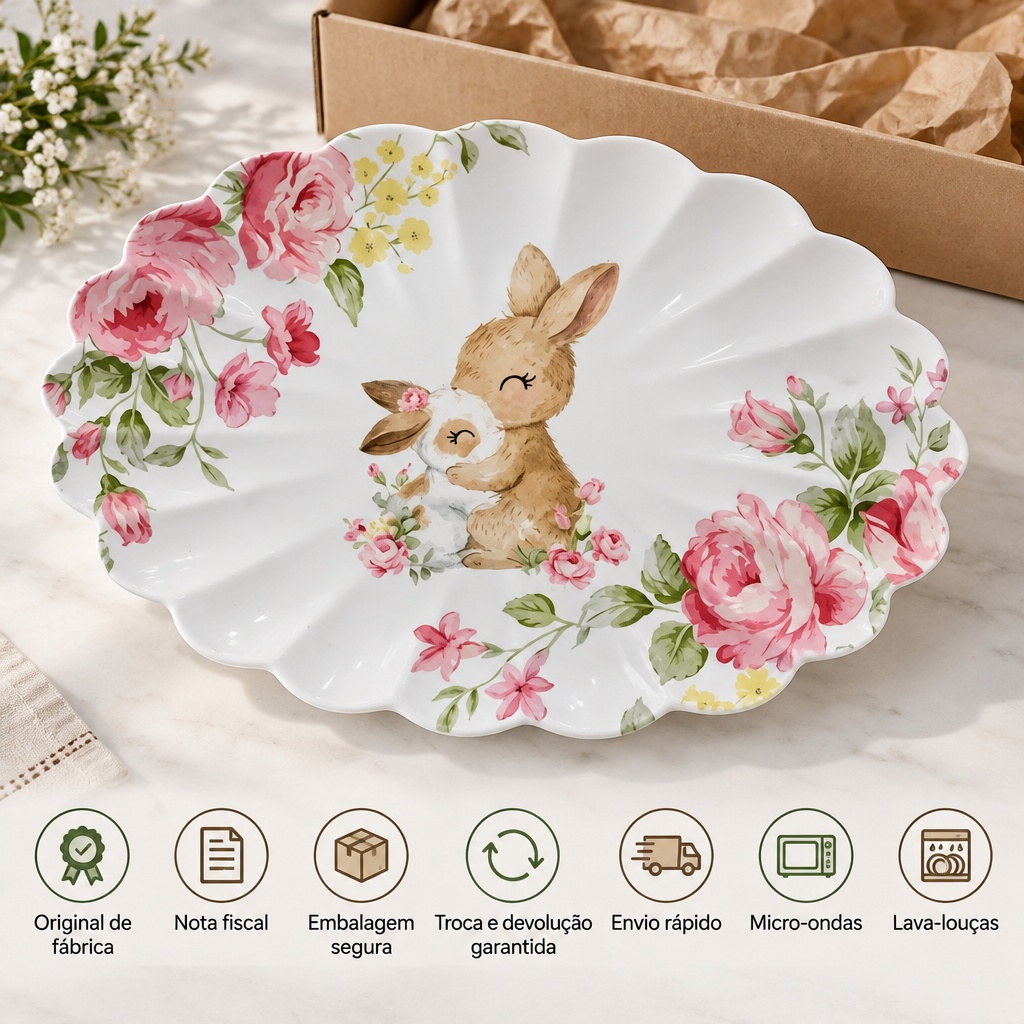 Original de
fábrica
Nota fiscal
Embalagem
segura
Troca e devolução
garantida
Envio rápido
Micro-ondas
Lava-louças